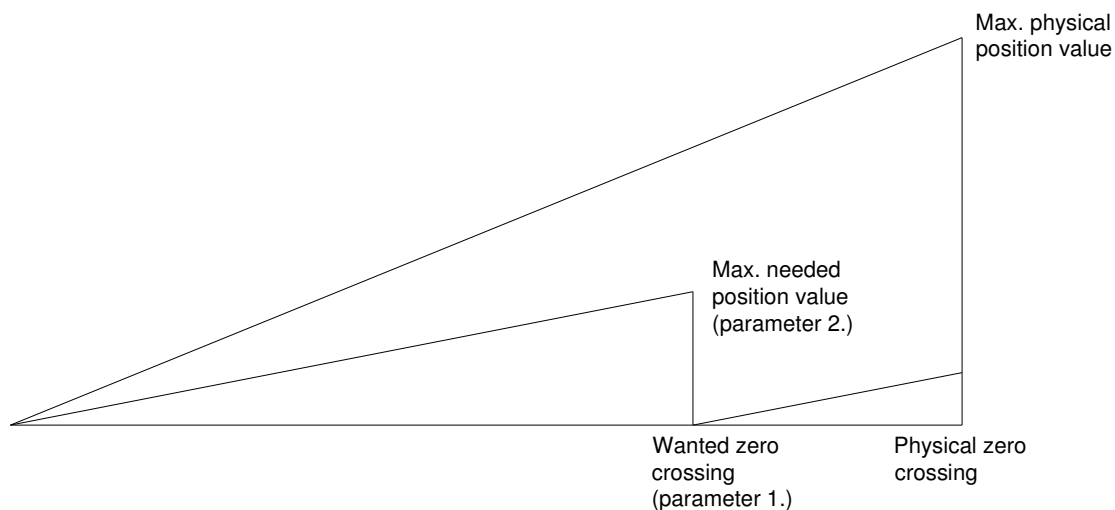 Max. physical
position value
Max. needed
position value
(parameter 2.)
Wanted zero
crossing
(parameter 1.)
Physical zero
crossing